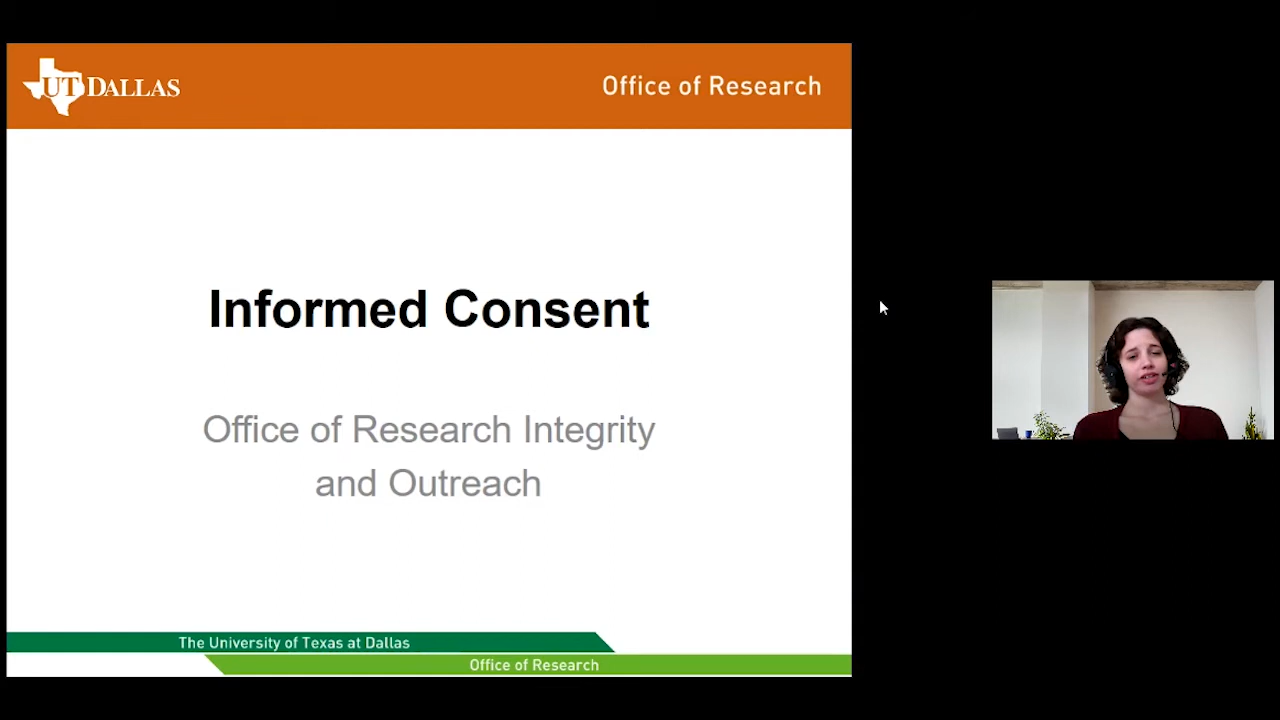 UT DALLAS
Office of Research
Informed Consent
Office of Research Integrity
and Outreach
The University of Texas at Dallas
Office of Research